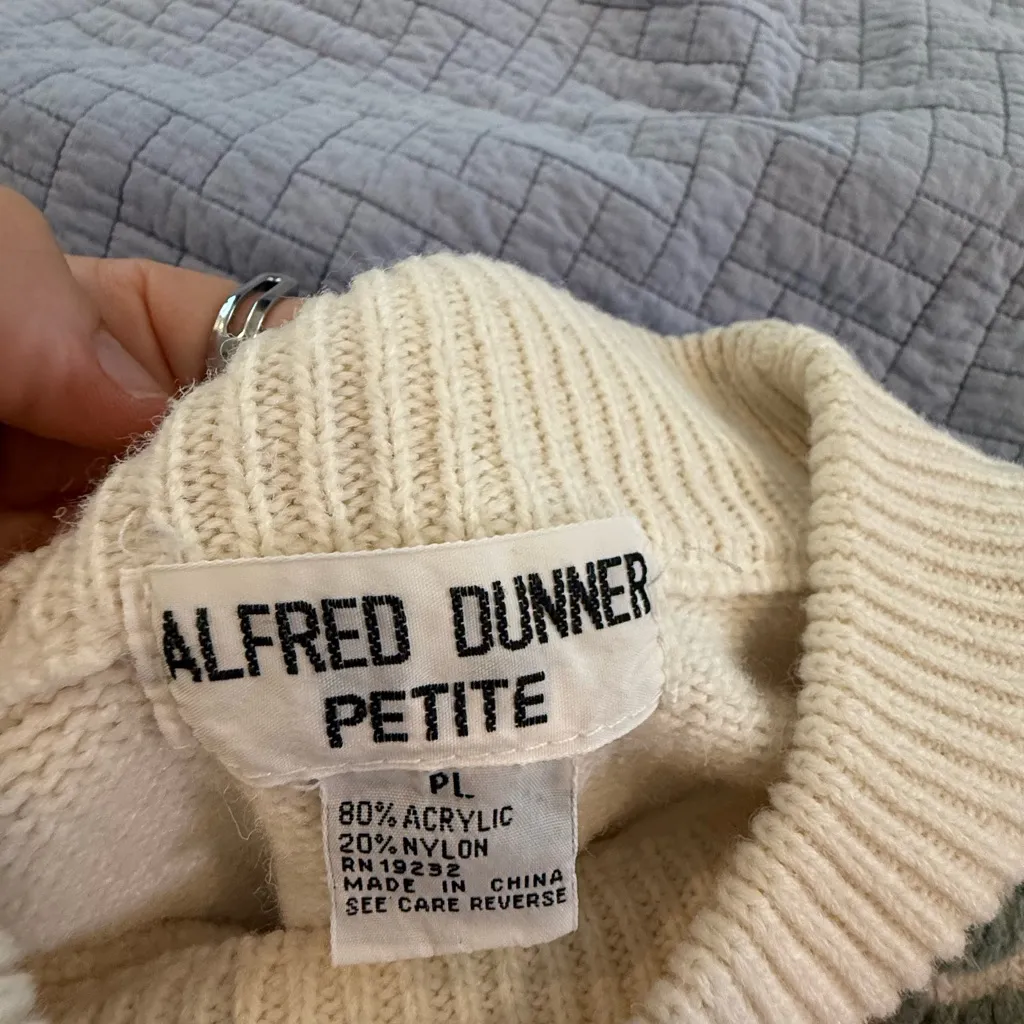 ALFRED DUNNER
PETITE
PL
80% ACRYLIC
20% NYLON
RN 19232
MADE IN CHINA
SEE CARE REVERSE